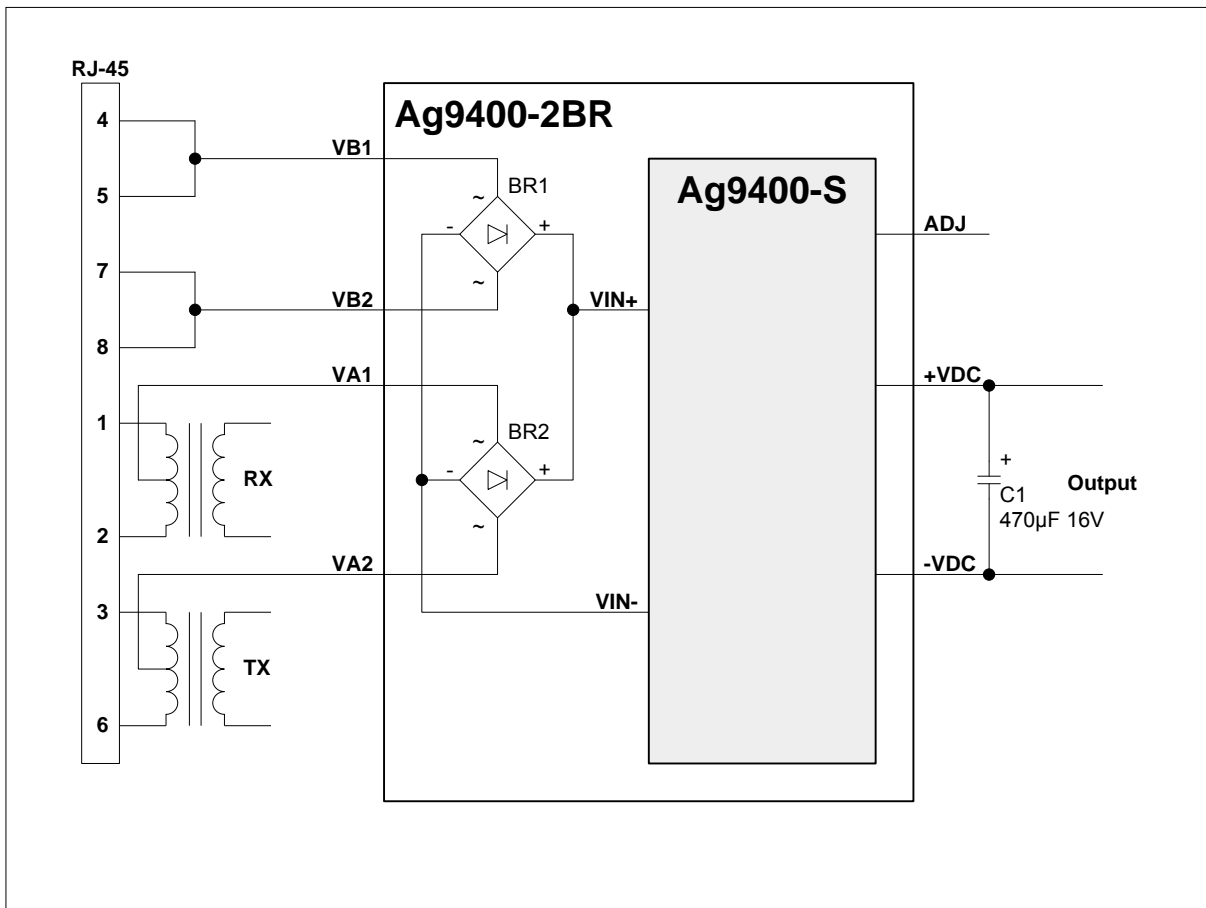 RJ-45
Ag9400-2BR
4
VB1
5
BR1
~
- +
~
Ag9400-S
ADJ
7
VB2
VIN+
8
VA1
+VDC
1
BR2
~
- +
~
RX
+
C1
470µF 16V
Output
2
VA2
-VDC
3
VIN-
TX
6